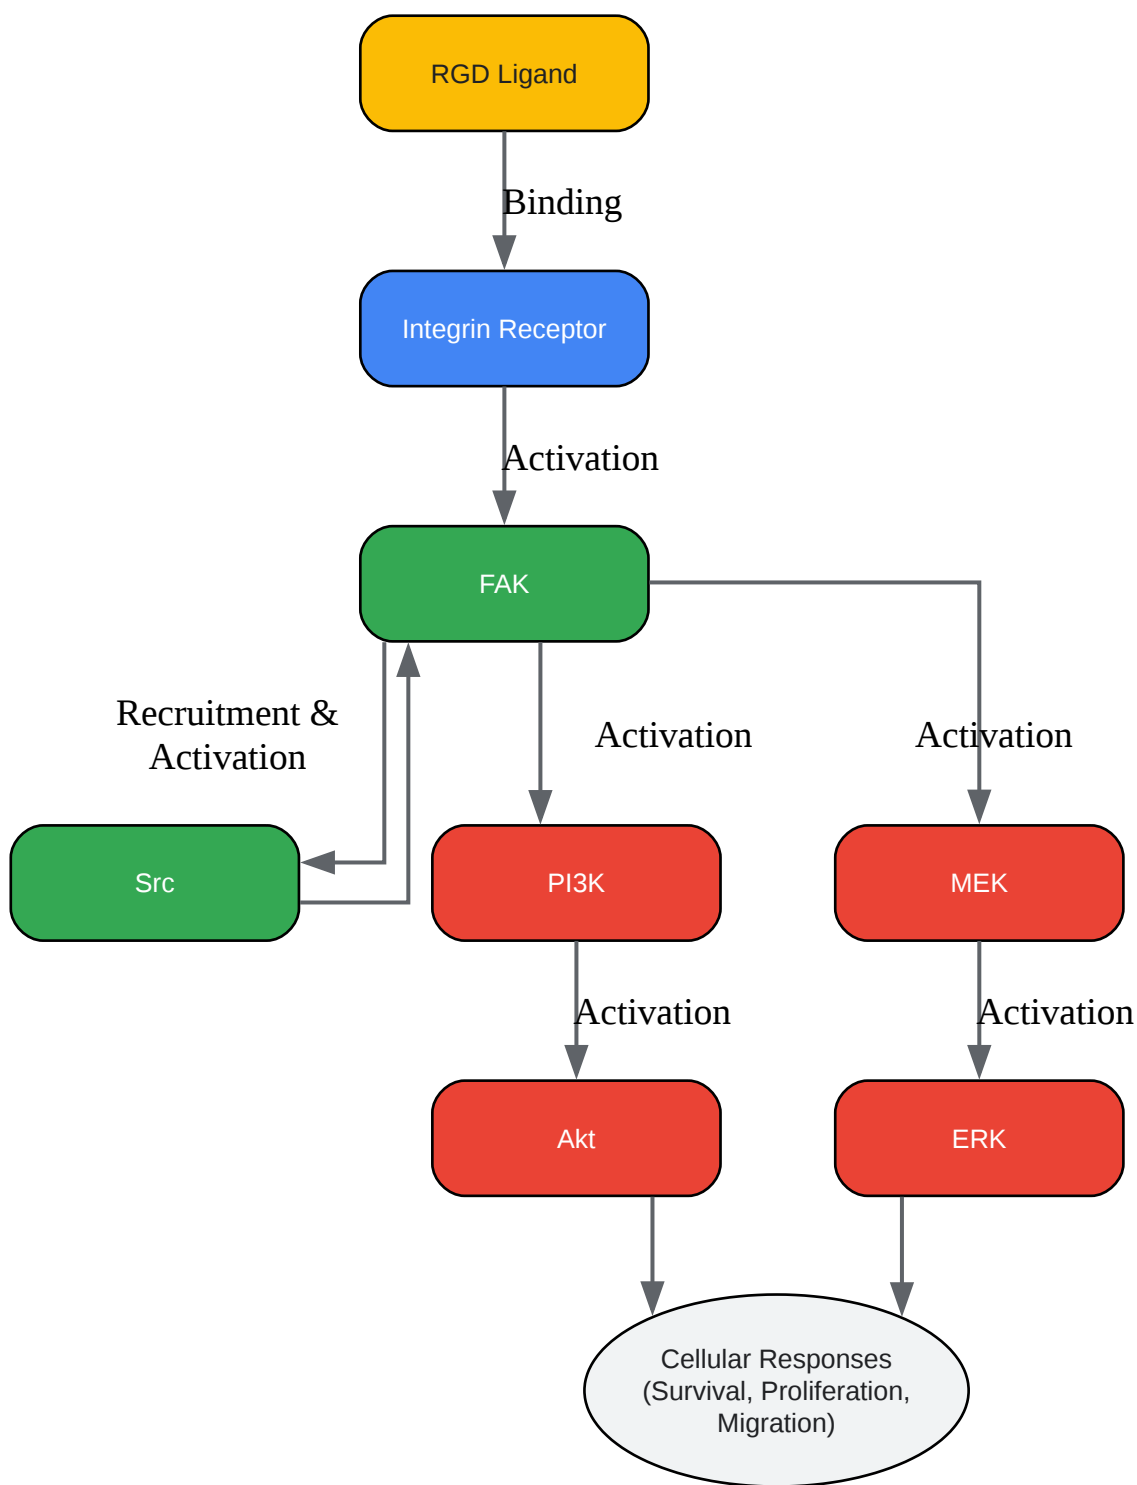 RGD Ligand
Binding
Integrin Receptor
Activation
FAK
Recruitment &
Activation
Activation
Activation
Src
PI3K
MEK
Activation
Activation
Akt
ERK
Cellular Responses
(Survival, Proliferation,
Migration)